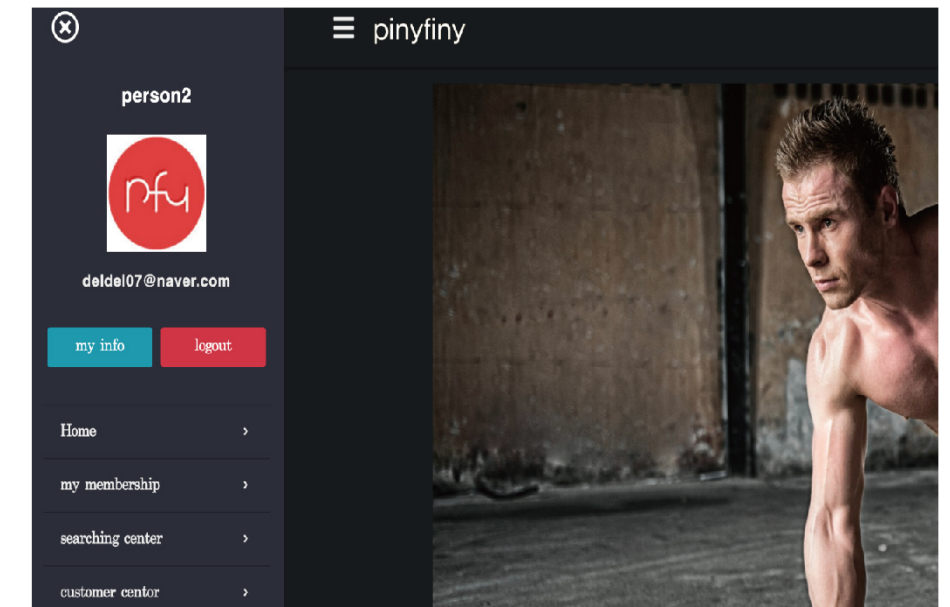 pinyfiny
person2
pfy
deldel07@naver.com
my info
logout
Home
my membership
searching center
customer centor